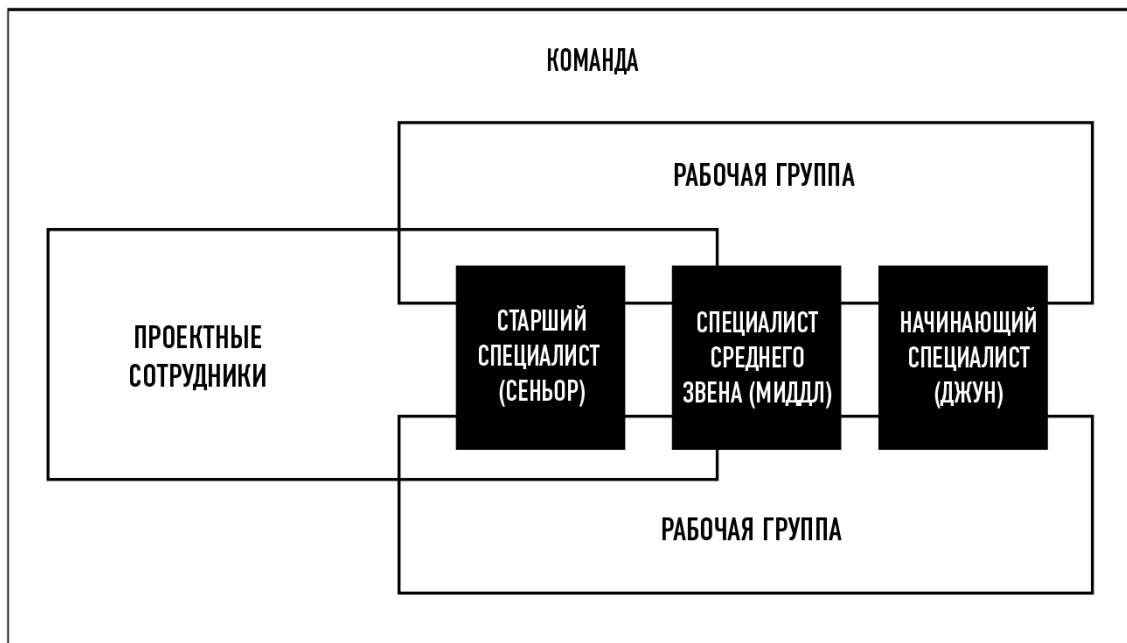 КОМАНДА
РАБОЧАЯ ГРУППА
ПРОЕКТНЫЕ
СОТРУДНИКИ
СТАРШИЙ
СПЕЦИАЛИСТ
(СЕНЬОР)
СПЕЦИАЛИСТ
СРЕДНЕГО
ЗВЕНА (МИДДЛ)
НАЧИНАЮЩИЙ
СПЕЦИАЛИСТ
(ДЖУН)
РАБОЧАЯ ГРУППА